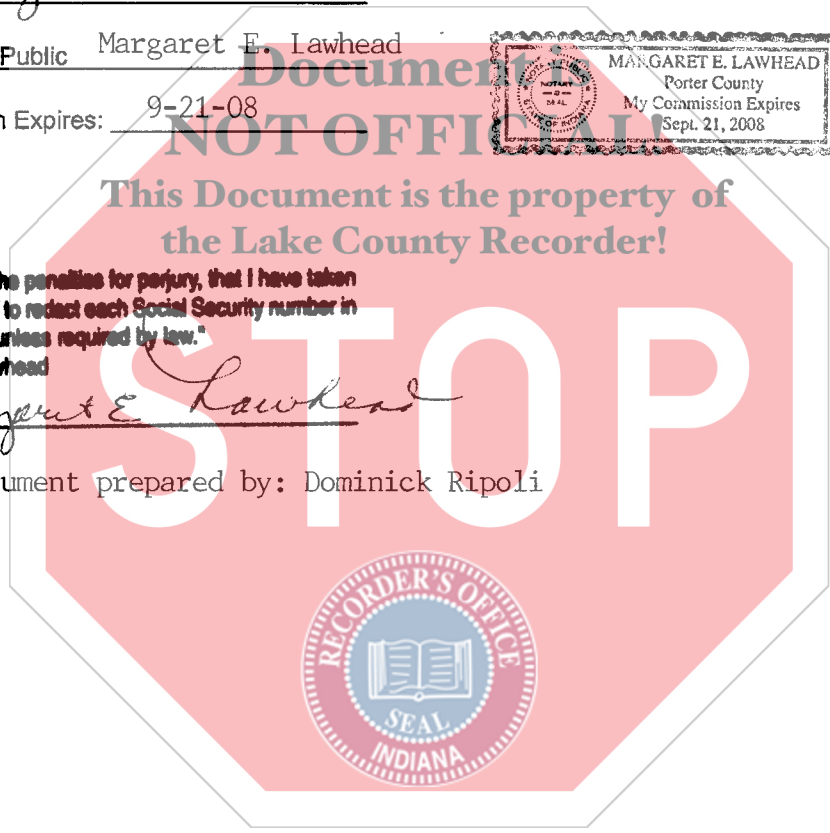 Public Margaret E. Lawhead
Expires: 9-21-08
MARGARET E. LAWHEAD
Porter County
My Commission Expires
Sept. 21, 2008
NOTARY
SEAL
Document is
NOT OFFICIAL!
This Document is the property of
the Lake County Recorder!
penalties for perjury, that I have taken
to redact each Social Security number in
unless required by law."
E Lawhead
ument prepared by: Dominick Ripoli
STOP
RECORDER'S OFFICE
SEAL
INDIANA